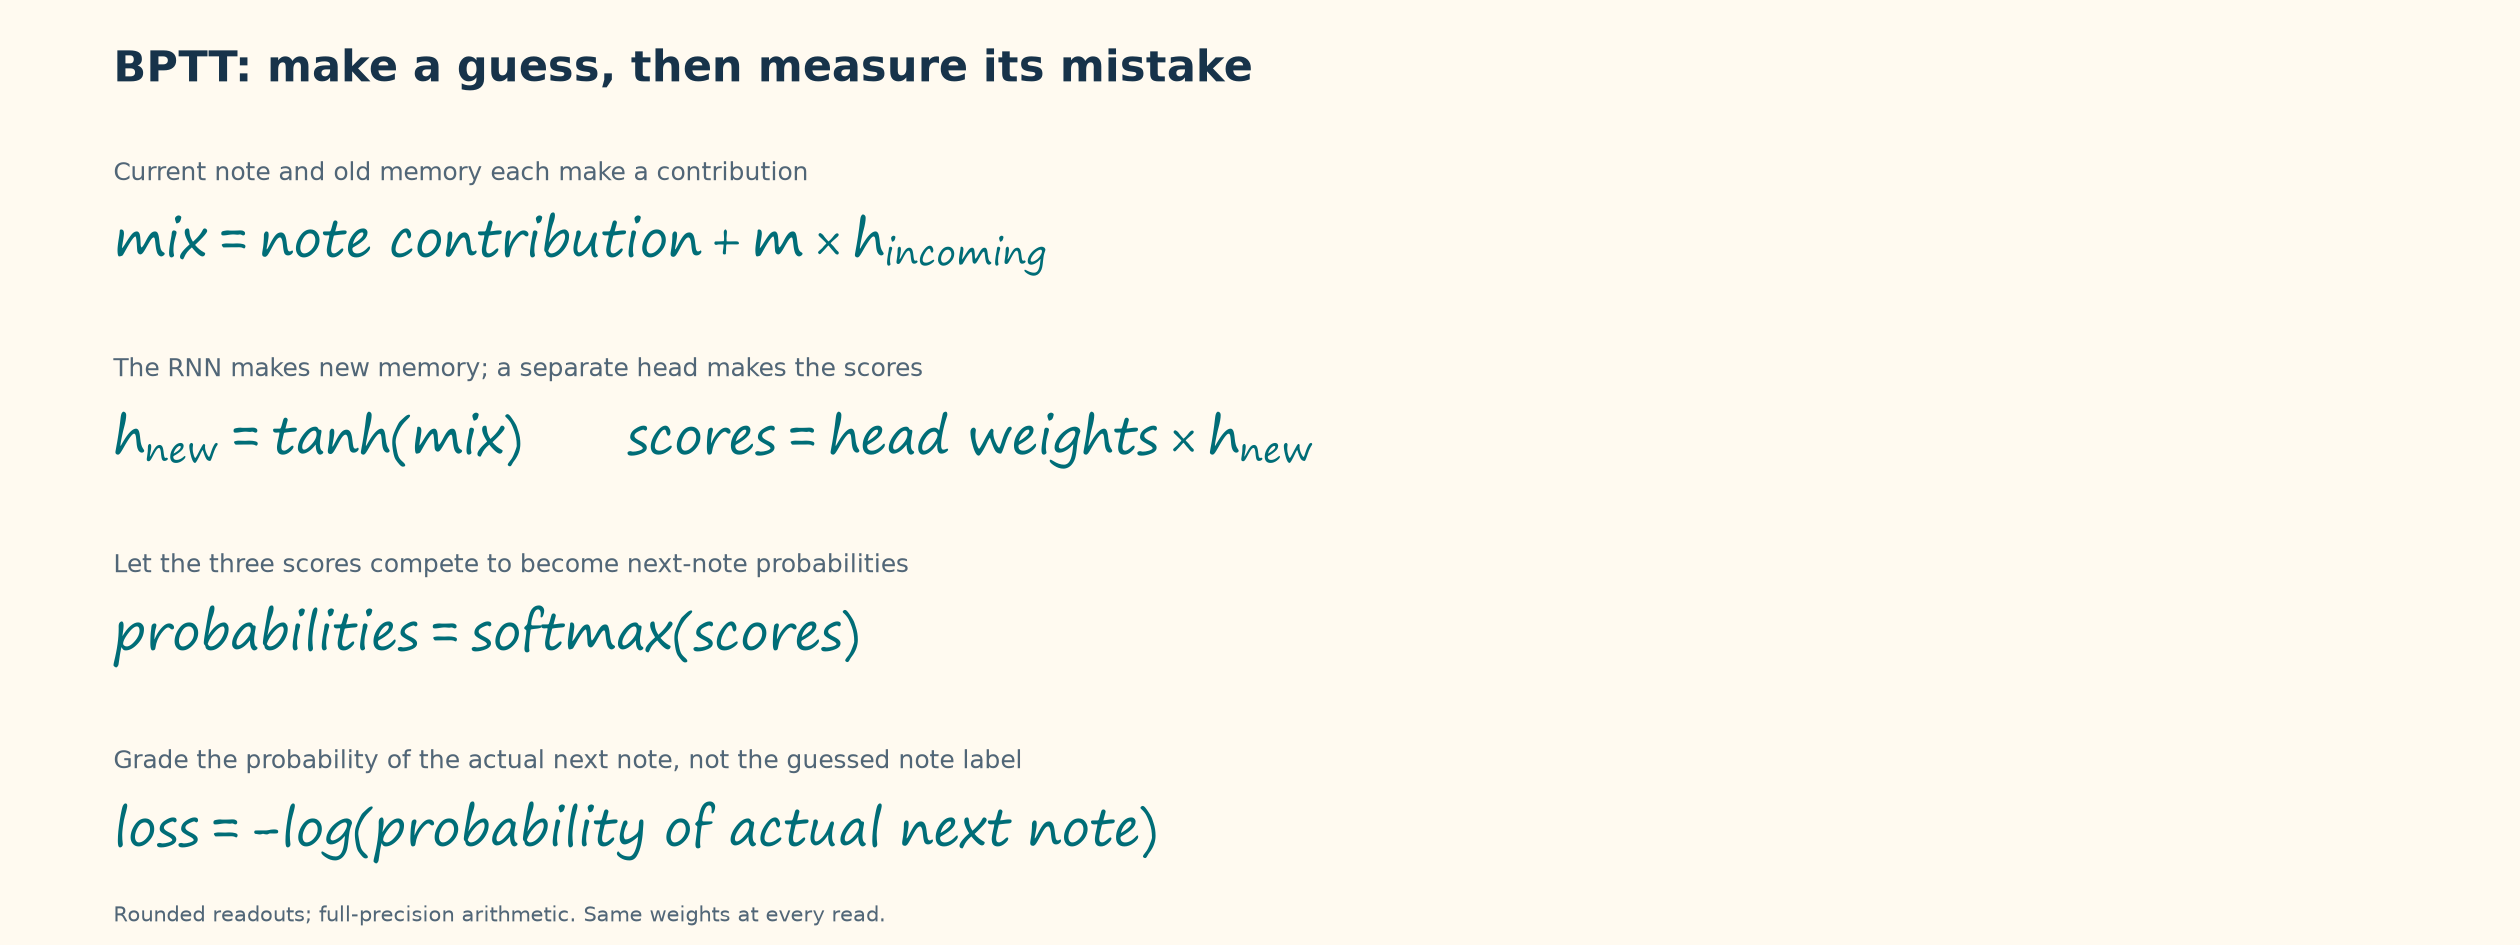 BPTT: make a guess, then measure its mistake
Current note and old memory each make a contribution
mix = note contribution + m × h_incoming
The RNN makes new memory; a separate head makes the scores
h_new = tanh(mix)   scores = head weights × h_new
Let the three scores compete to become next-note probabilities
probabilities = softmax(scores)
Grade the probability of the actual next note, not the guessed note label
loss = −log(probability of actual next note)
Rounded readouts; full-precision arithmetic. Same weights at every read.